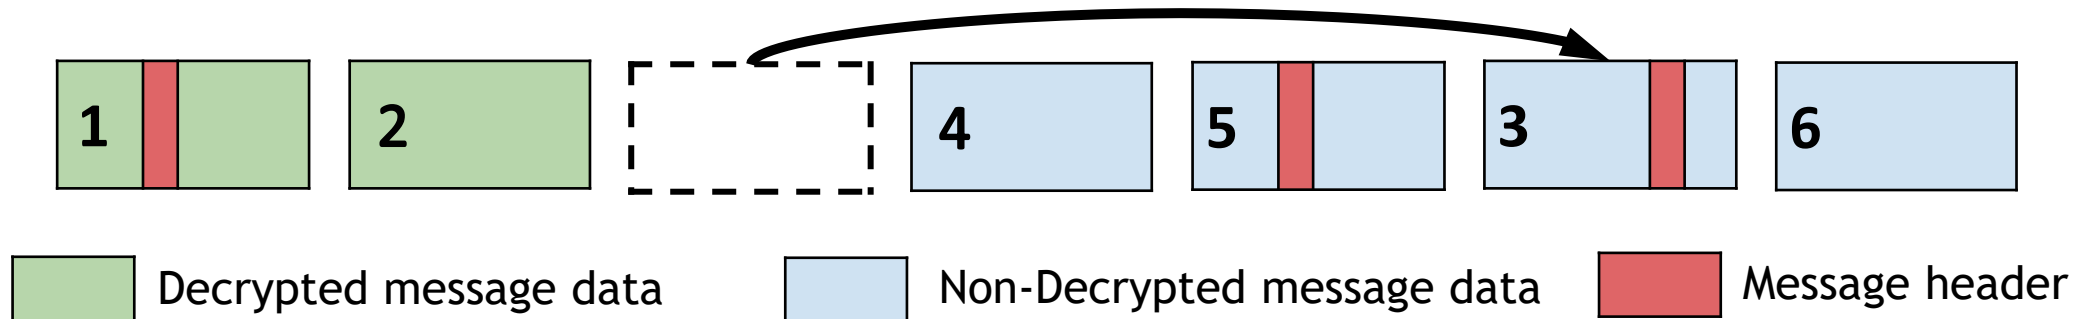 1 2 4 5 3 6
Decrypted message data Non-Decrypted message data Message header